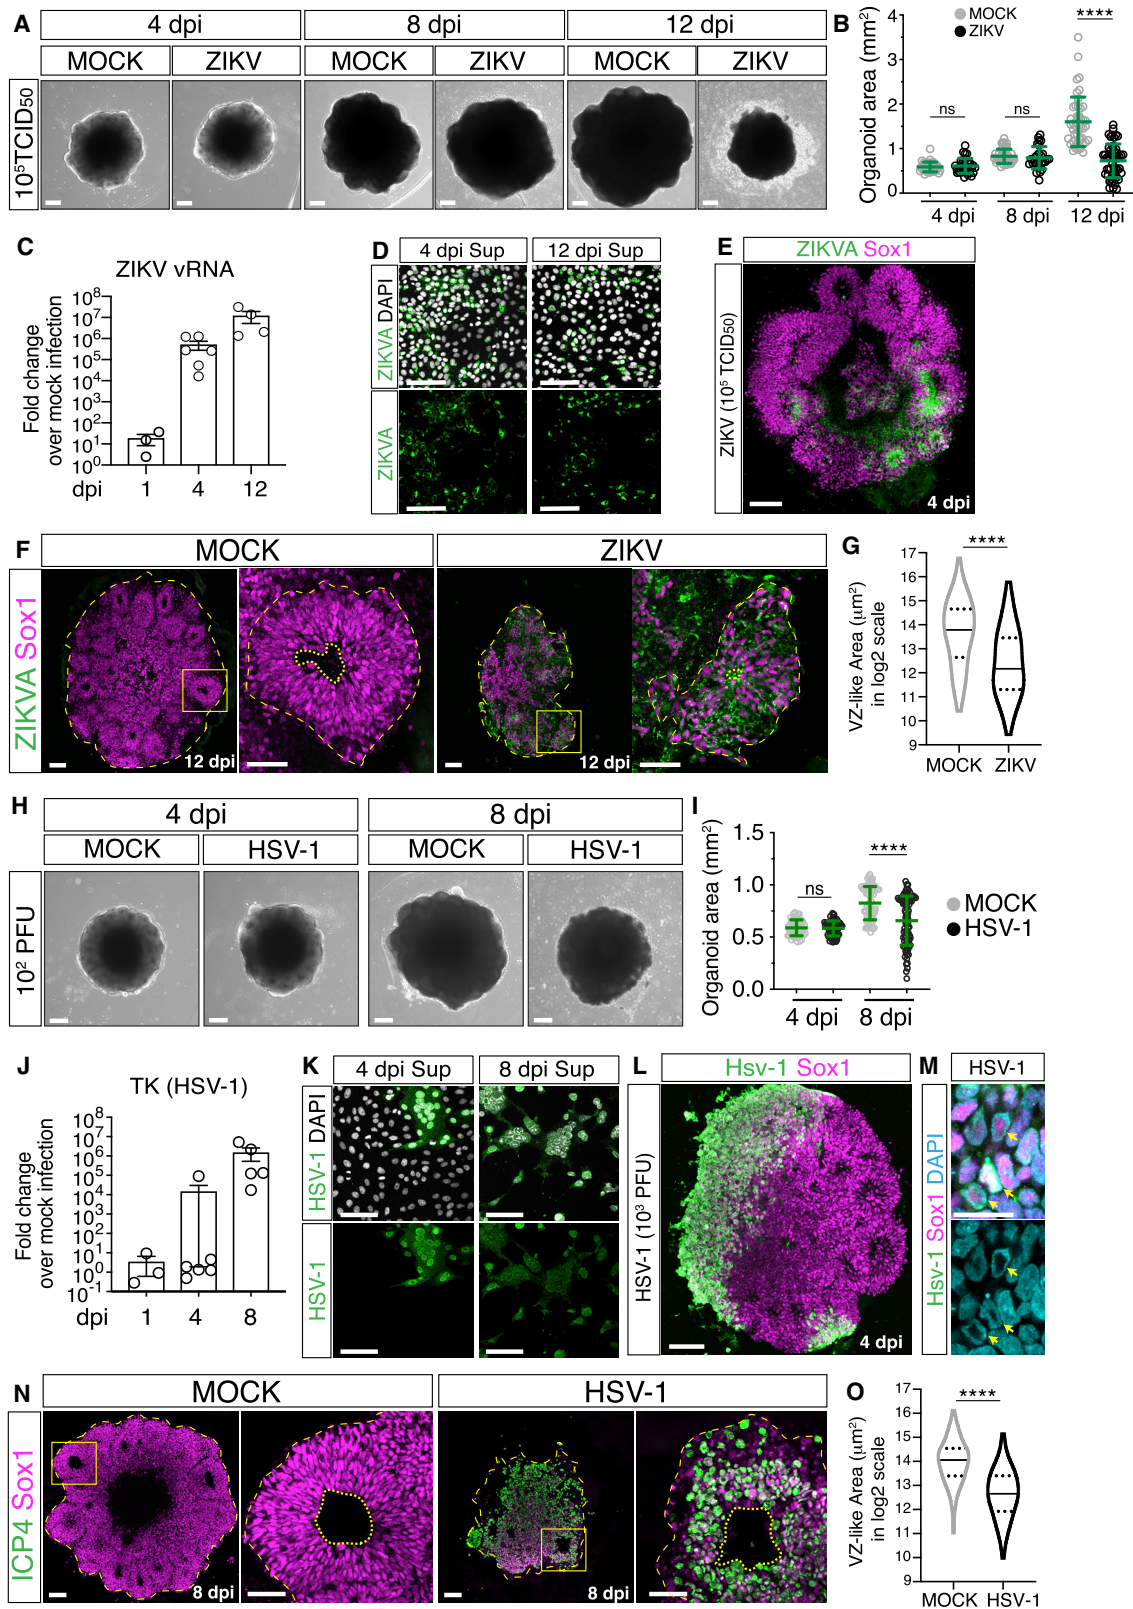 A
4 dpi
8 dpi
12 dpi
MOCK
ZIKV
MOCK
ZIKV
MOCK
ZIKV
10⁵TCID50
B
MOCK
ZIKV
****
ns
ns
Organoid area (mm²)
4
3
2
1
0
4 dpi
8 dpi
12 dpi
C
ZIKV vRNA
Fold change
over mock infection
10⁸
10⁷
10⁶
10⁵
10⁴
10³
10²
10¹
10⁰
dpi
1
4
12
D
4 dpi Sup
12 dpi Sup
ZIKVA DAPI
ZIKVA
E
ZIKVA Sox1
ZIKV (10⁵ TCID50)
4 dpi
F
MOCK
ZIKV
ZIKVA Sox1
12 dpi
12 dpi
G
****
VZ-like Area (μm²)
in log2 scale
17
16
15
14
13
12
11
10
9
MOCK
ZIKV
H
4 dpi
8 dpi
MOCK
HSV-1
MOCK
HSV-1
10² PFU
I
Organoid area (mm²)
1.5
1.0
0.5
0.0
ns
****
4 dpi
8 dpi
MOCK
HSV-1
J
TK (HSV-1)
Fold change
over mock infection
10⁸
10⁷
10⁶
10⁵
10⁴
10³
10²
10¹
10⁰
10⁻¹
dpi
1
4
8
K
4 dpi Sup
8 dpi Sup
HSV-1 DAPI
HSV-1
L
Hsv-1 Sox1
HSV-1 (10³ PFU)
4 dpi
M
HSV-1
Hsv-1 Sox1 DAPI
N
MOCK
HSV-1
ICP4 Sox1
8 dpi
8 dpi
O
****
VZ-like Area (μm²)
in log2 scale
17
16
15
14
13
12
11
10
9
MOCK
HSV-1